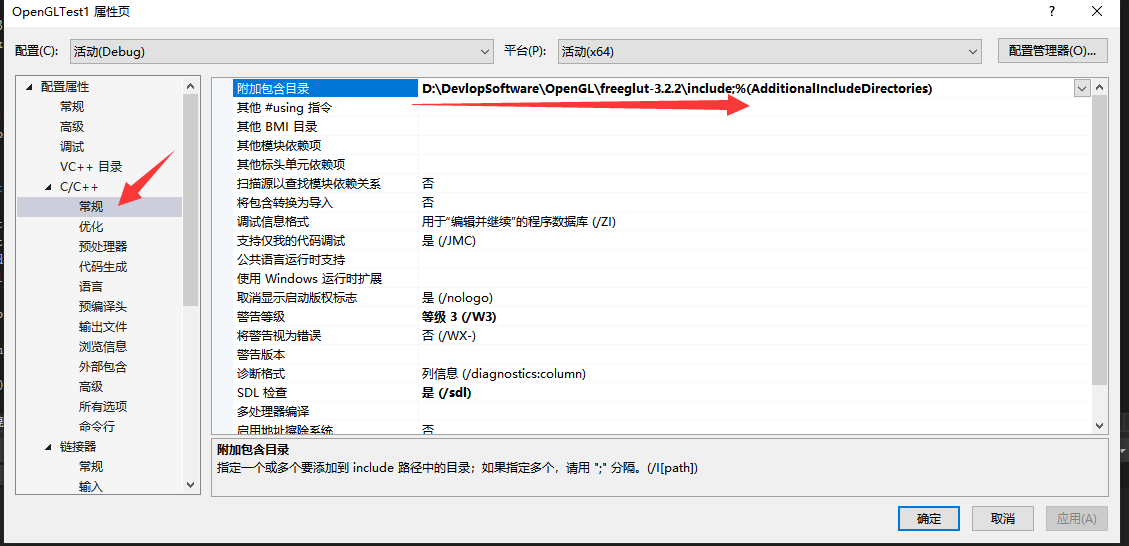 OpenGLTest1 属性页
?
配置(C):
活动(Debug)
平台(P):
活动(x64)
配置管理器(O)...
配置属性
常规
高级
调试
VC++ 目录
C/C++
常规
优化
预处理器
代码生成
语言
预编译头
输出文件
浏览信息
外部包含
高级
所有选项
命令行
链接器
常规
输入
附加包含目录 D:\DevlopSoftware\OpenGL\freeglut-3.2.2\include;%(AdditionalIncludeDirectories)
其他 #using 指令
其他 BMI 目录
其他模块依赖项
其他标头单元依赖项
扫描源以查找模块依赖关系 否
将包含转换为导入 否
调试信息格式 用于“编辑并继续”的程序数据库 (/ZI)
支持仅我的代码调试 是 (/JMC)
公共语言运行时支持
使用 Windows 运行时扩展
取消显示启动版权标志 是 (/nologo)
警告等级 等级 3 (/W3)
将警告视为错误 否 (/WX-)
警告版本
诊断格式 列信息 (/diagnostics:column)
SDL 检查 是 (/sdl)
多处理器编译
启用地址擦除系统 否
附加包含目录
指定一个或多个要添加到 include 路径中的目录；如果指定多个，请用 ";" 分隔。(/I[path])
确定
取消
应用(A)